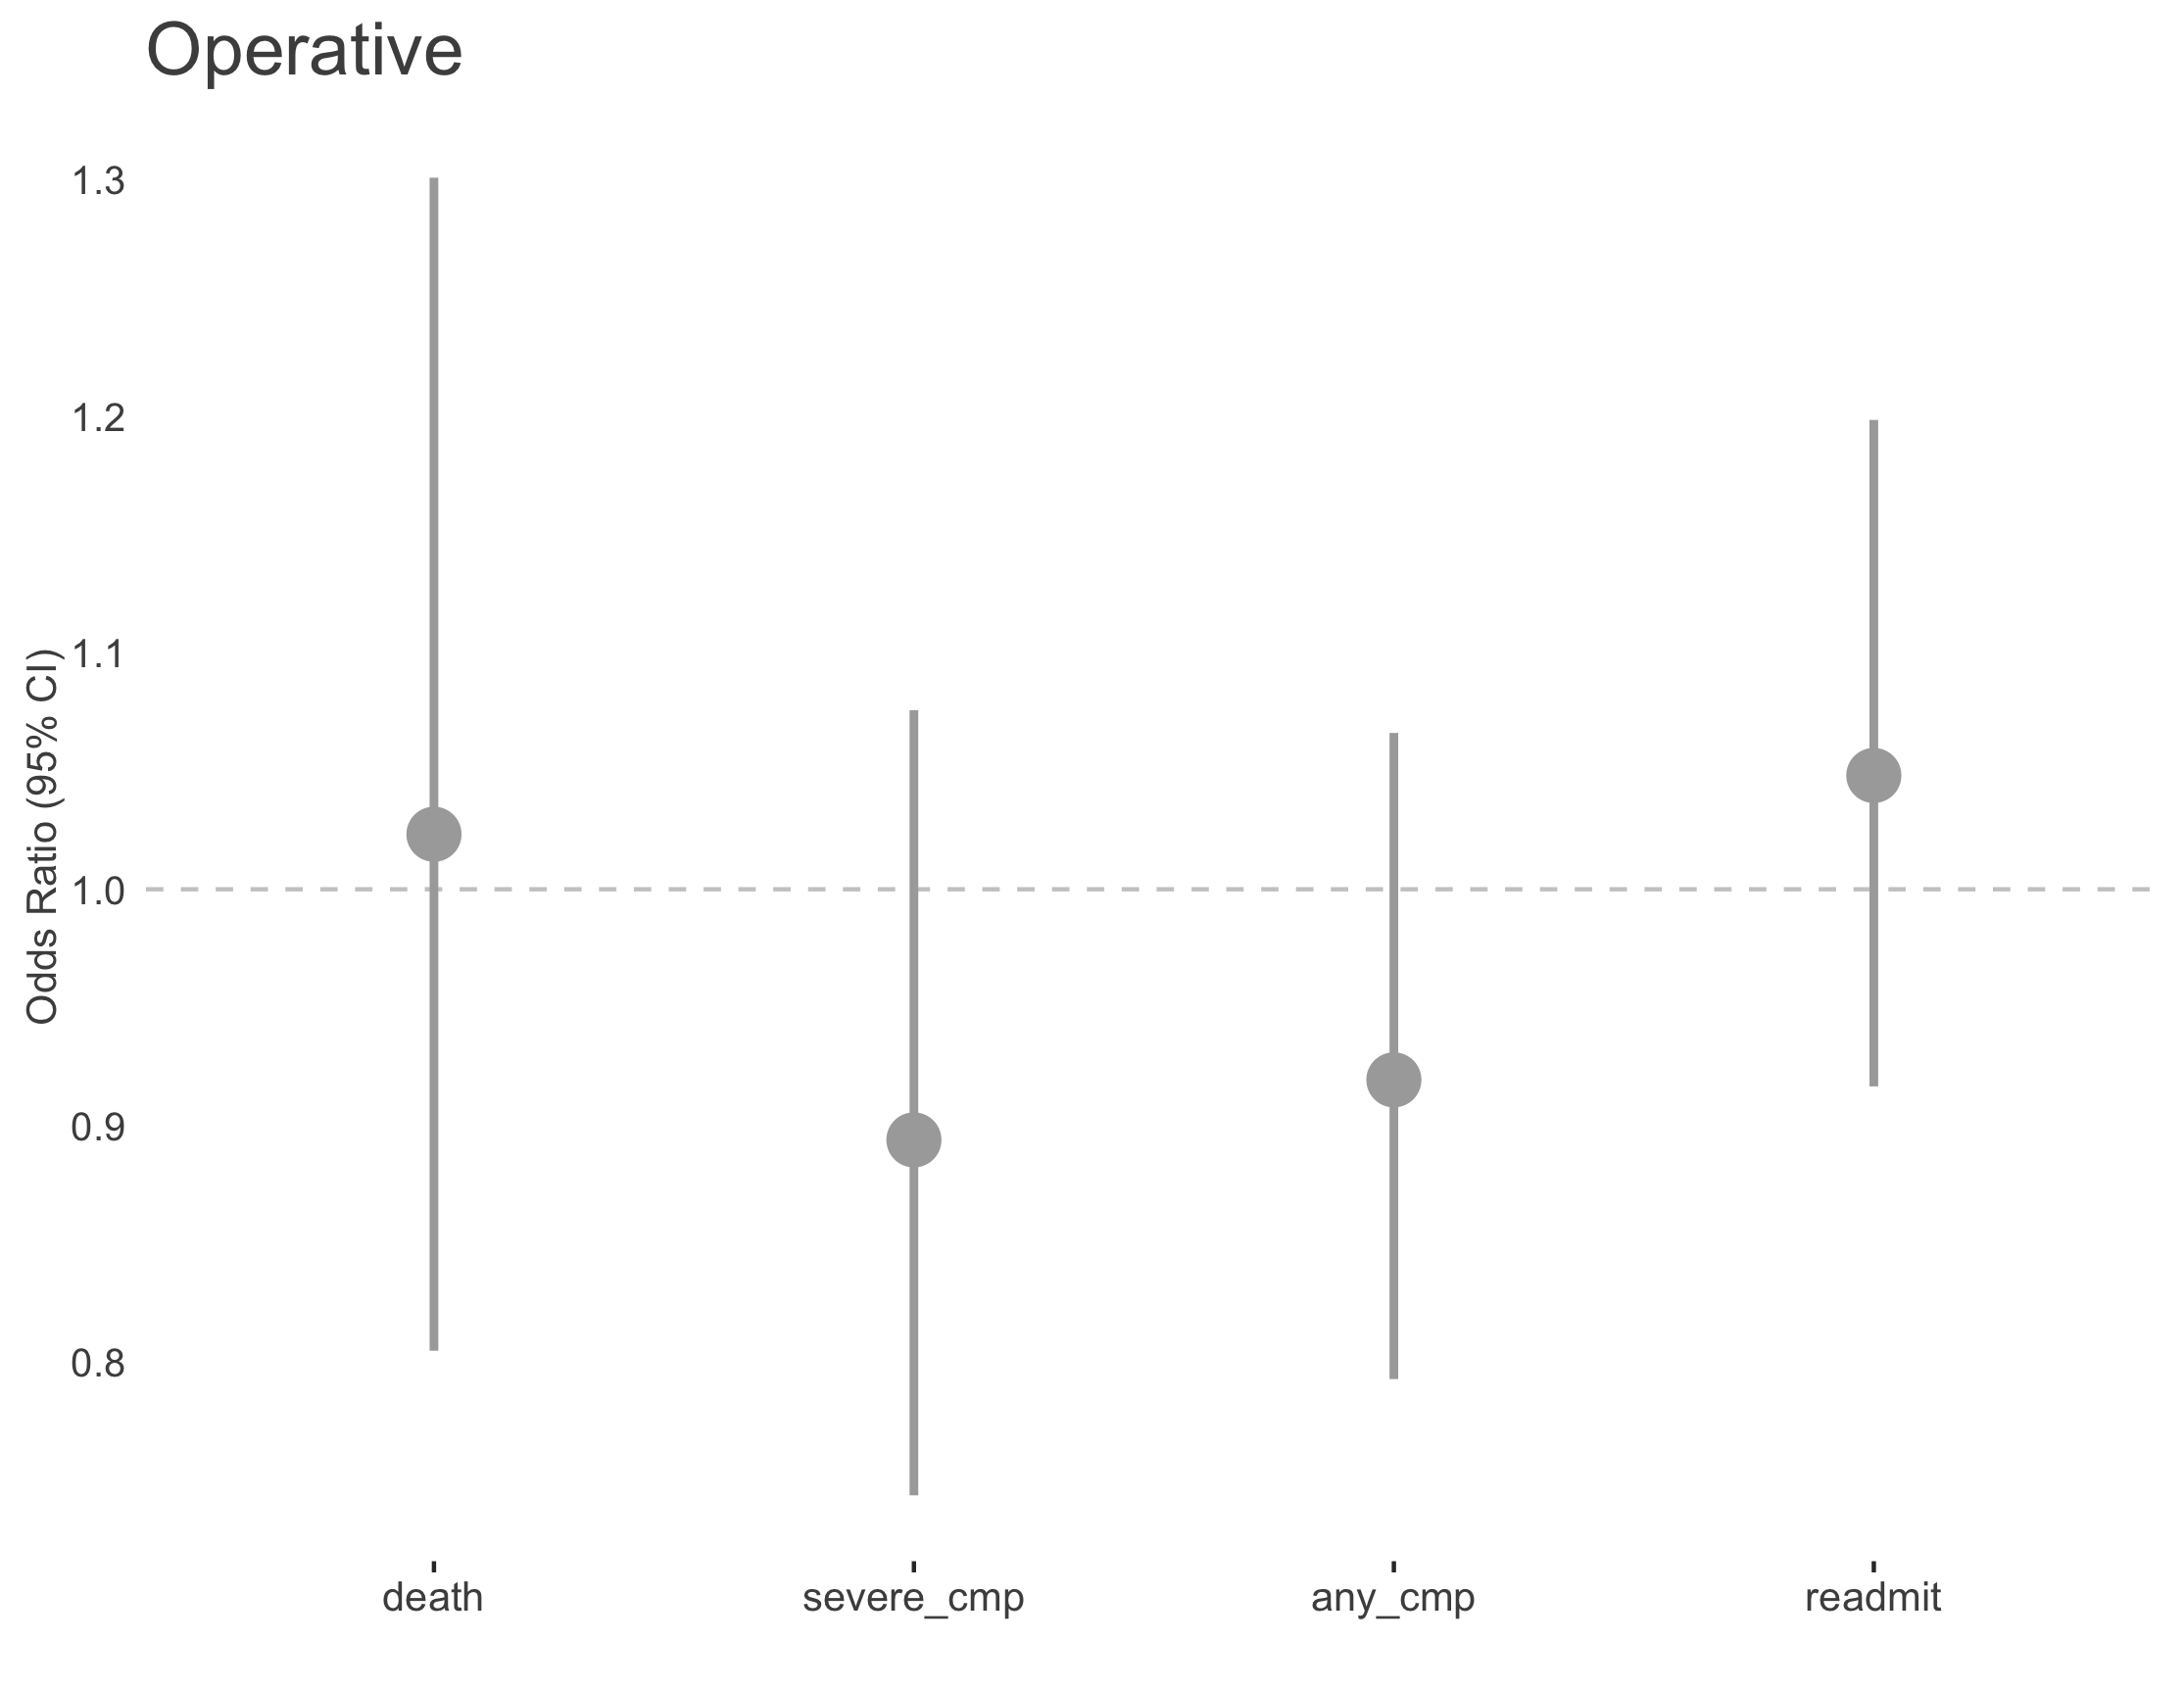 Operative
Odds Ratio (95% CI)
1.3
1.2
1.1
1.0
0.9
0.8
death
severe_cmp
any_cmp
readmit